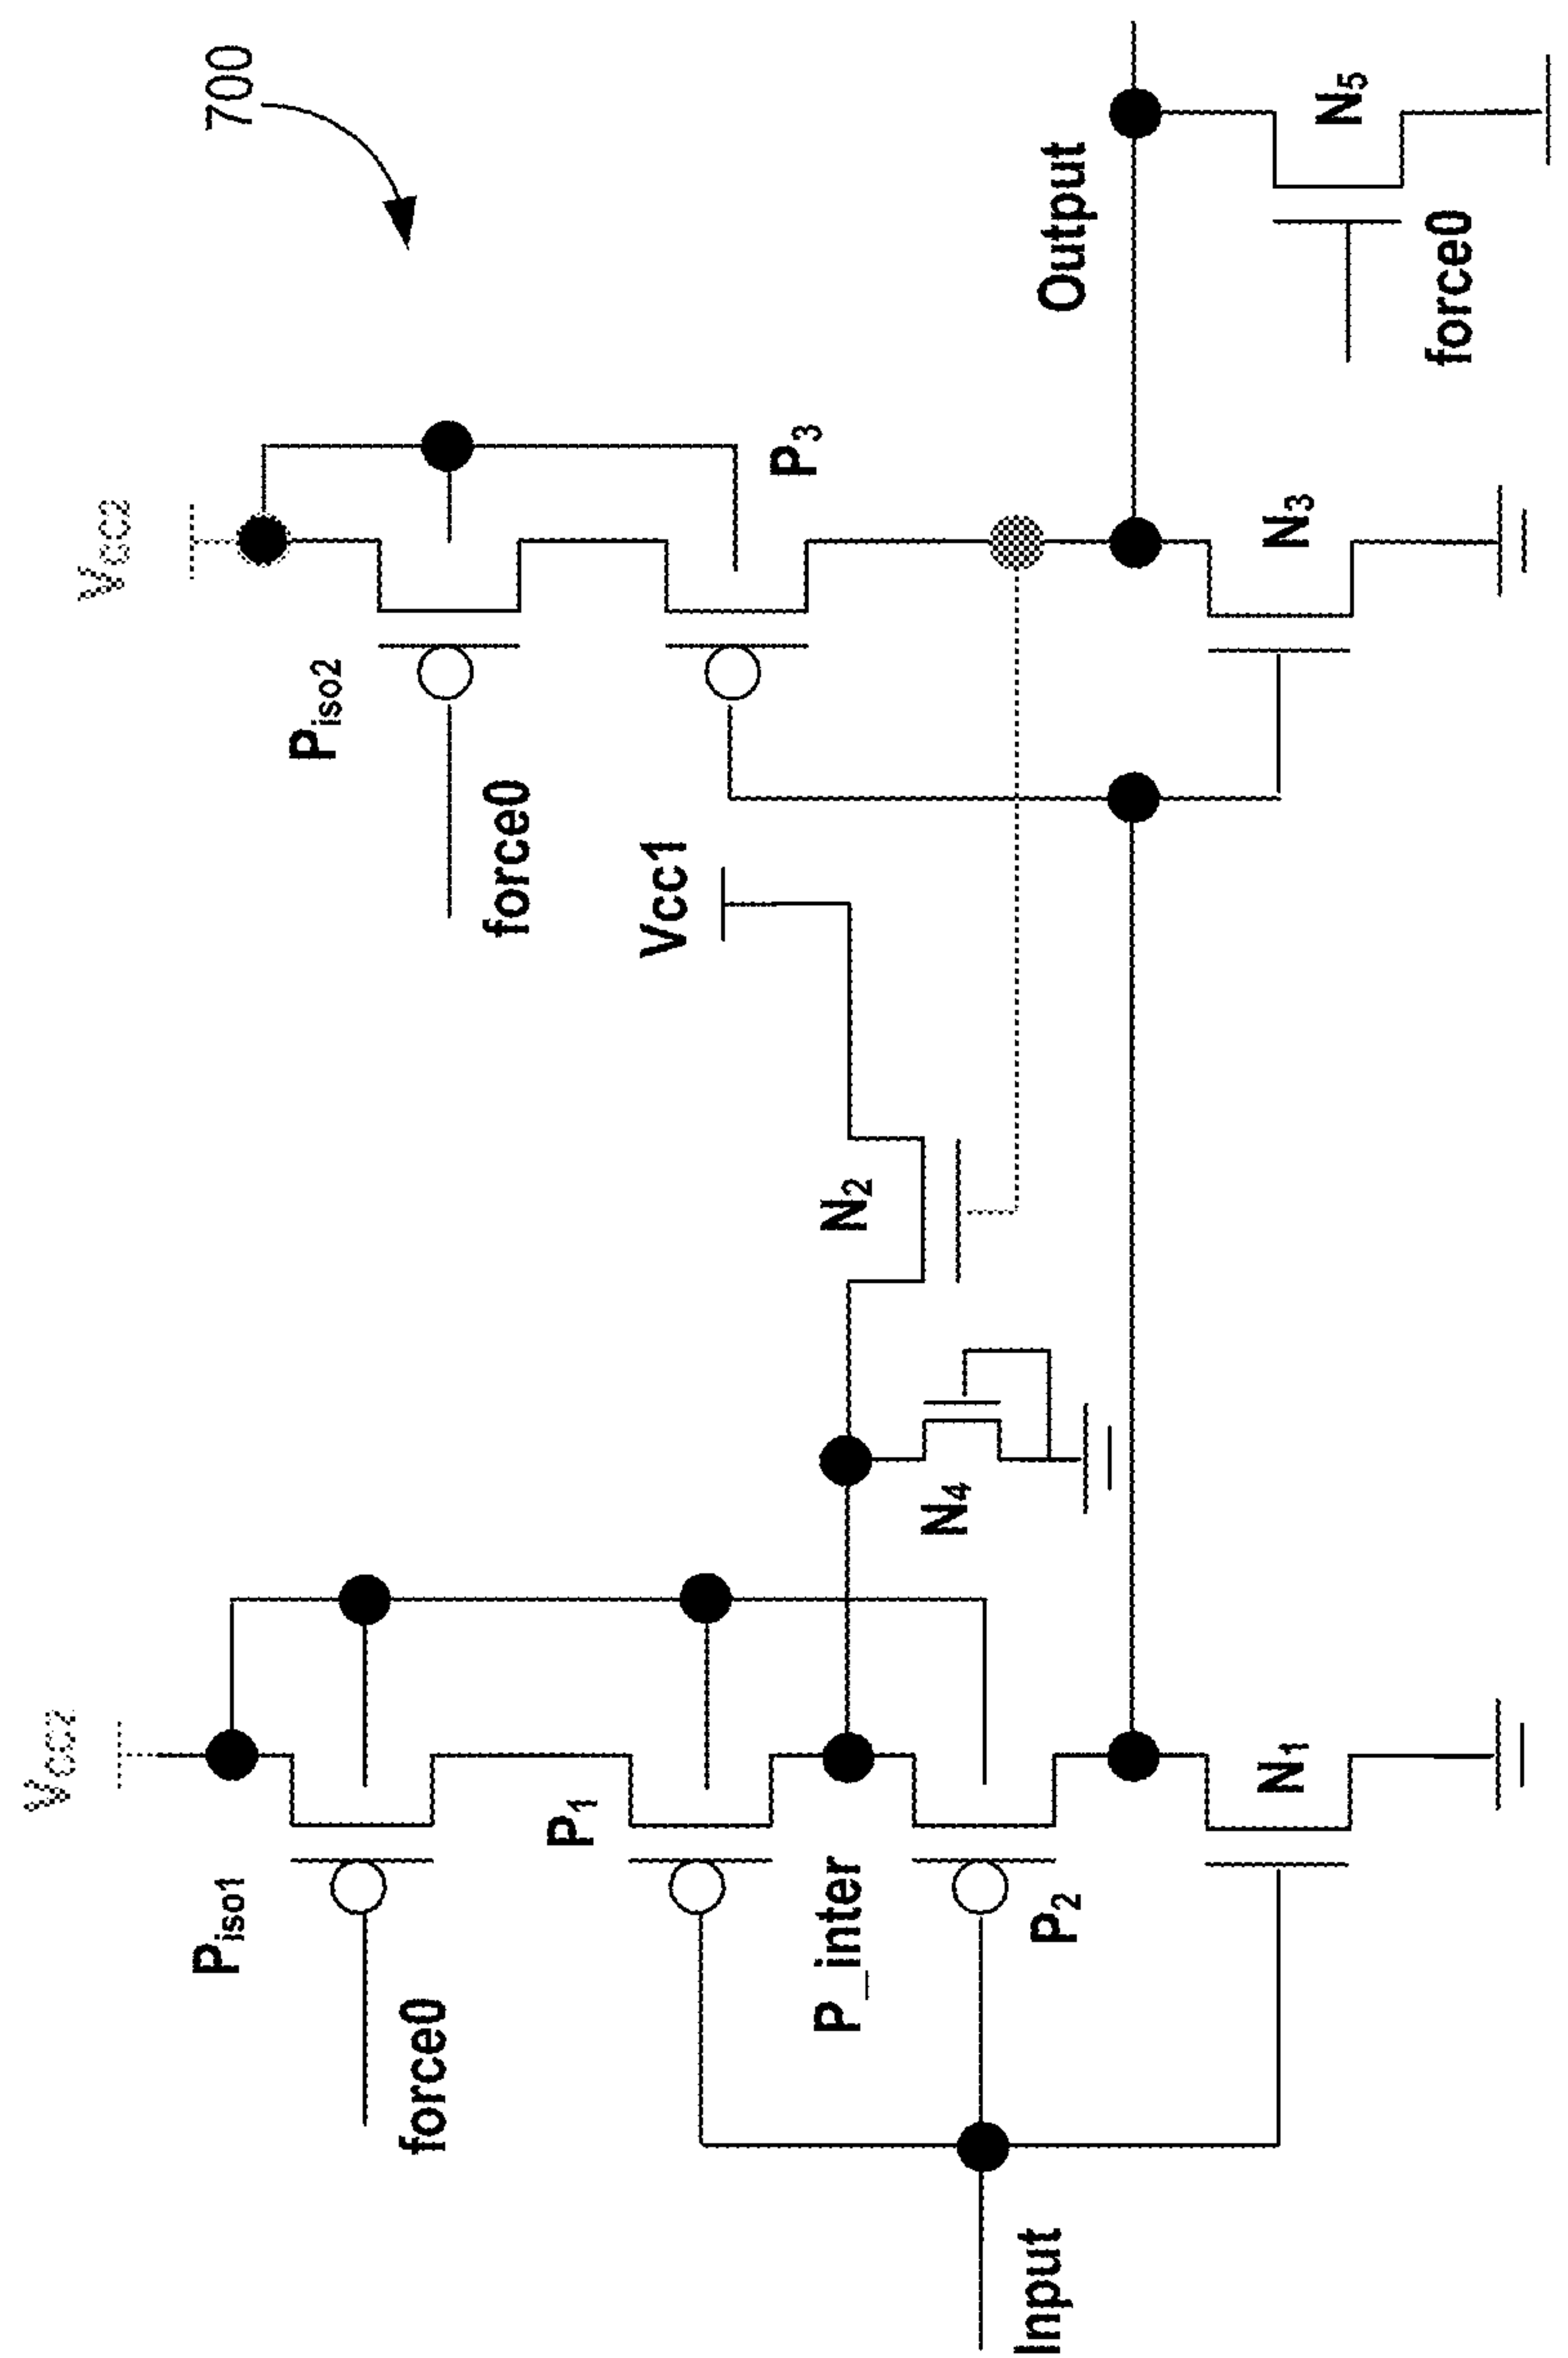 700
Vcc2
Vcc2
Piso1
force0
P1
P_inter
P2
N1
Input
N4
N2
Vcc1
Piso2
force0
P3
N3
Output
N5
force0